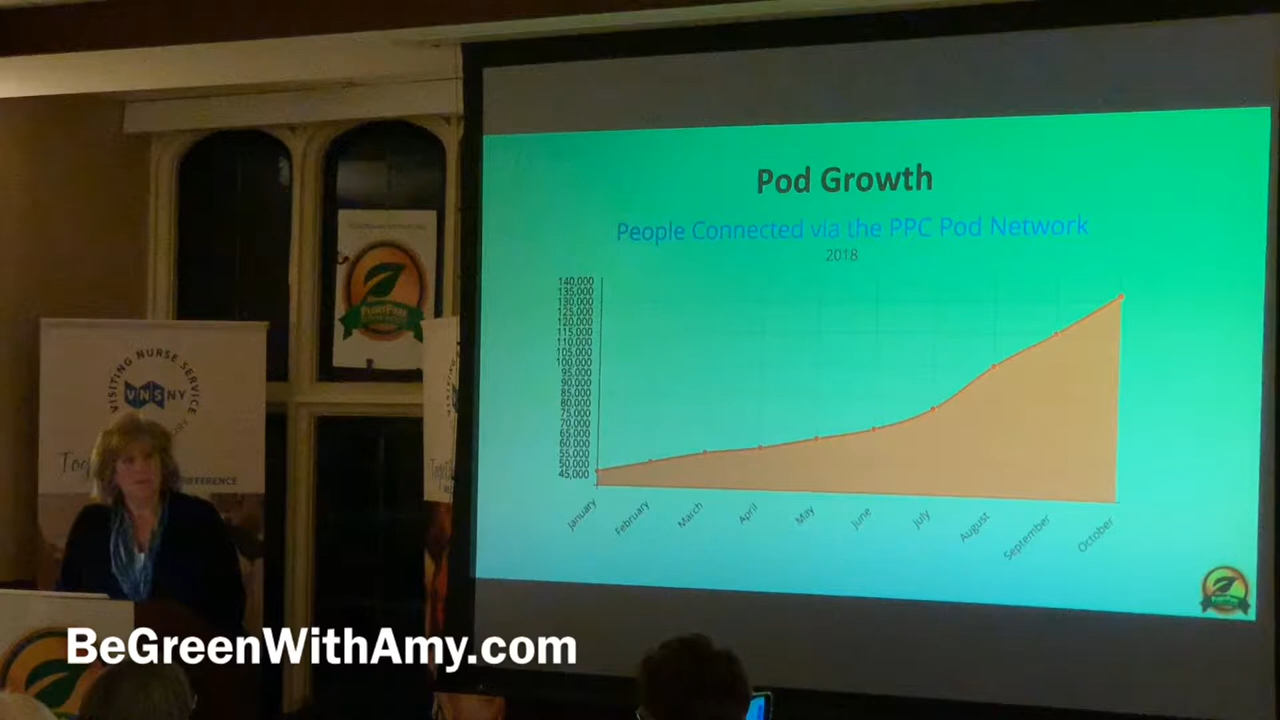 Pod Growth
People Connected via the PPC Pod Network
2018
140,000
135,000
130,000
125,000
120,000
115,000
110,000
105,000
100,000
95,000
90,000
85,000
80,000
75,000
70,000
65,000
60,000
55,000
50,000
45,000
January
February
March
April
May
June
July
August
September
October
VISITING NURSE SERVICE
VNSNY
BeGreenWithAmy.com